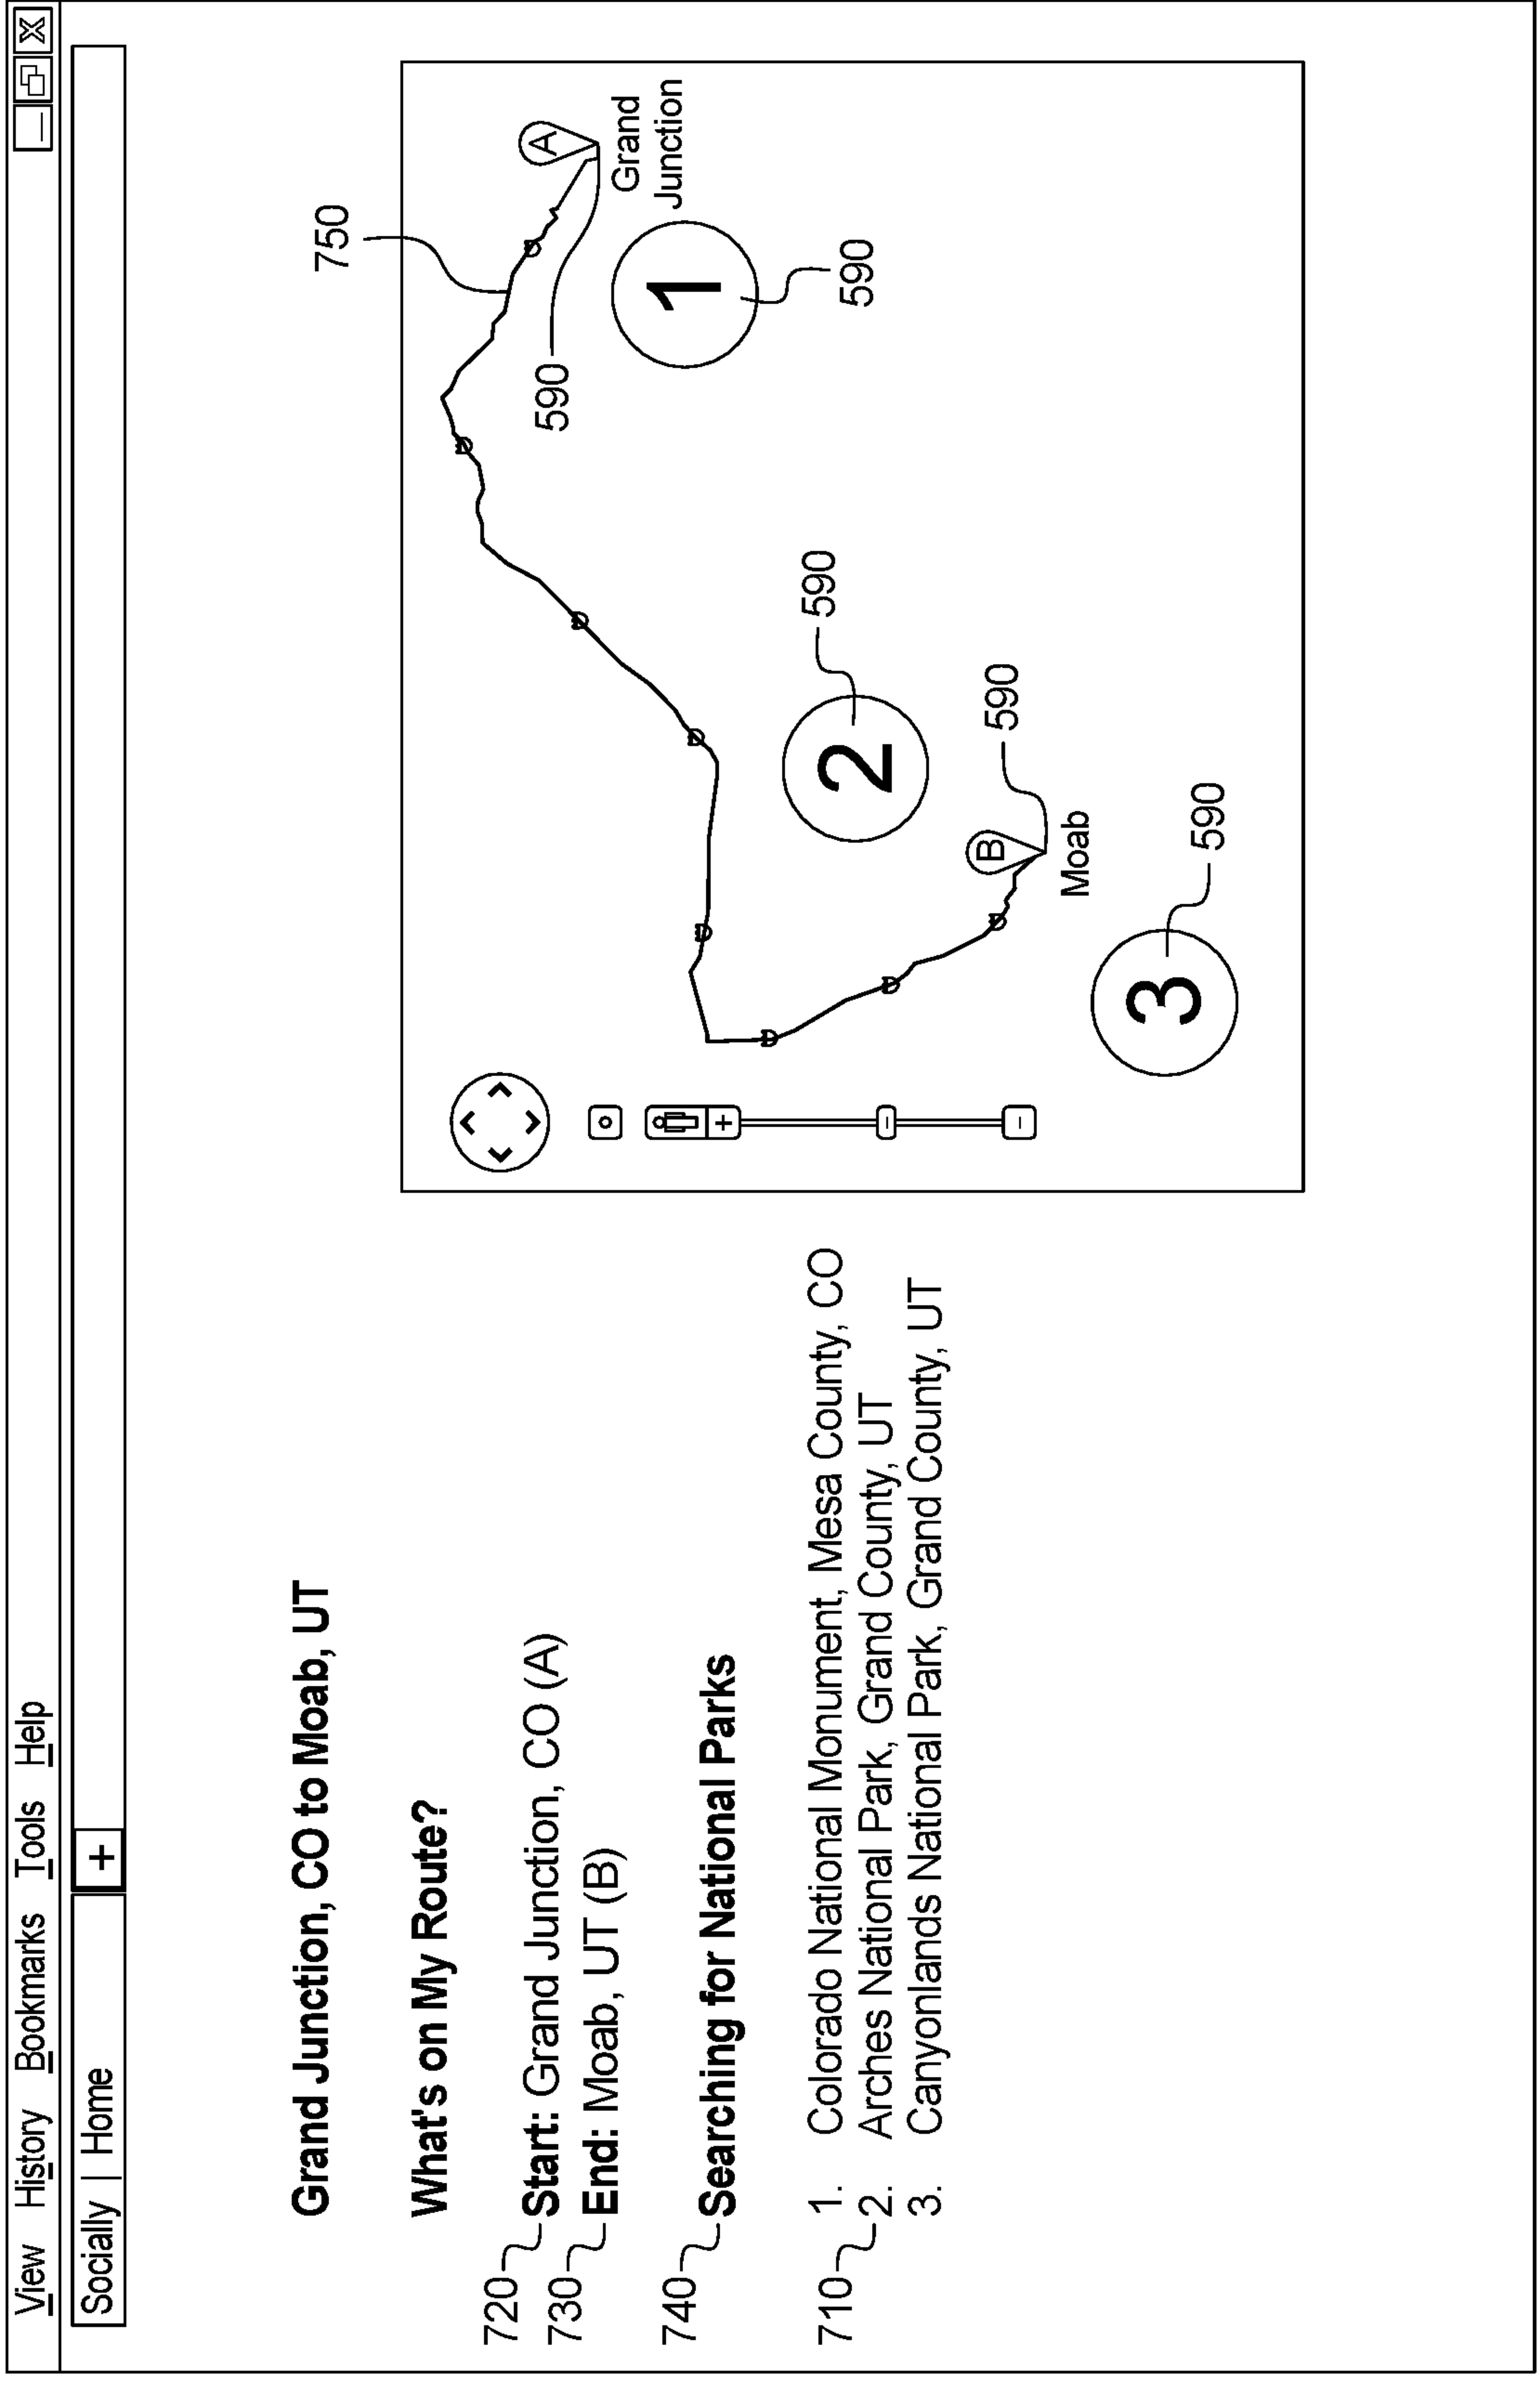 View History Bookmarks Tools Help
Socially | Home
+
Grand Junction, CO to Moab, UT
What's on My Route?
720 Start: Grand Junction, CO (A)
730 End: Moab, UT (B)
740 Searching for National Parks
710
1. Colorado National Monument, Mesa County, CO
2. Arches National Park, Grand County, UT
3. Canyonlands National Park, Grand County, UT
750
A
Grand
Junction
590
1
590
590
2
590
B
Moab
3
590
+
–
–